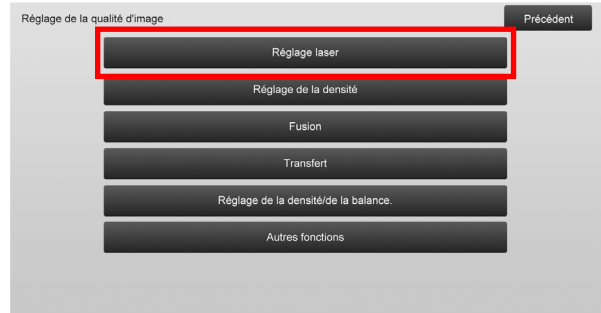 Réglage de la qualité d'image
Précédent
Réglage laser
Réglage de la densité
Fusion
Transfert
Réglage de la densité/de la balance.
Autres fonctions